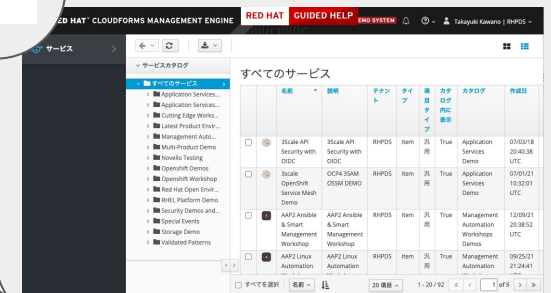 RED HAT® CLOUDFORMS MANAGEMENT ENGINE
RED HAT GUIDED HELP
EMO SYSTEM
Takayuki Kawano | RHPDS
サービス
サービスカタログ
すべてのサービス
Application Services...
Application Services...
Cutting Edge Works...
Latest Product Envir...
Management Auto...
Multi-Product Demo
Novello Testing
Openshift Demos
Openshift Workshop
Red Hat Open Envir...
RHEL Platform Demo
Security Demos and...
Special Events
Storage Demo
Validated Patterns
すべてのサービス
名前 説明 テナント タイプ 項目タイプ カタログ内に表示 カタログ 作成日
3Scale API Security with OIDC 3Scale API Security with OIDC RHPDS Item 汎用 True Application Services Demo 07/03/18 20:40:38 UTC
3scale OpenShift Service Mesh Demo OCP4 3SAM OSSM DEMO RHPDS Item 汎用 True Application Services Demo 07/01/21 10:32:01 UTC
AAP2 Ansible & Smart Management Workshop AAP2 Ansible & Smart Management Workshop RHPDS Item 汎用 True Management Automation Workshops Demos 12/09/21 20:38:52 UTC
AAP2 Linux Automation AAP2 Linux Automation RHPDS Item 汎用 True Management Automation 09/25/21 21:24:41
すべてを選択 名前 20 項目 1 - 20 / 92 1 of 5